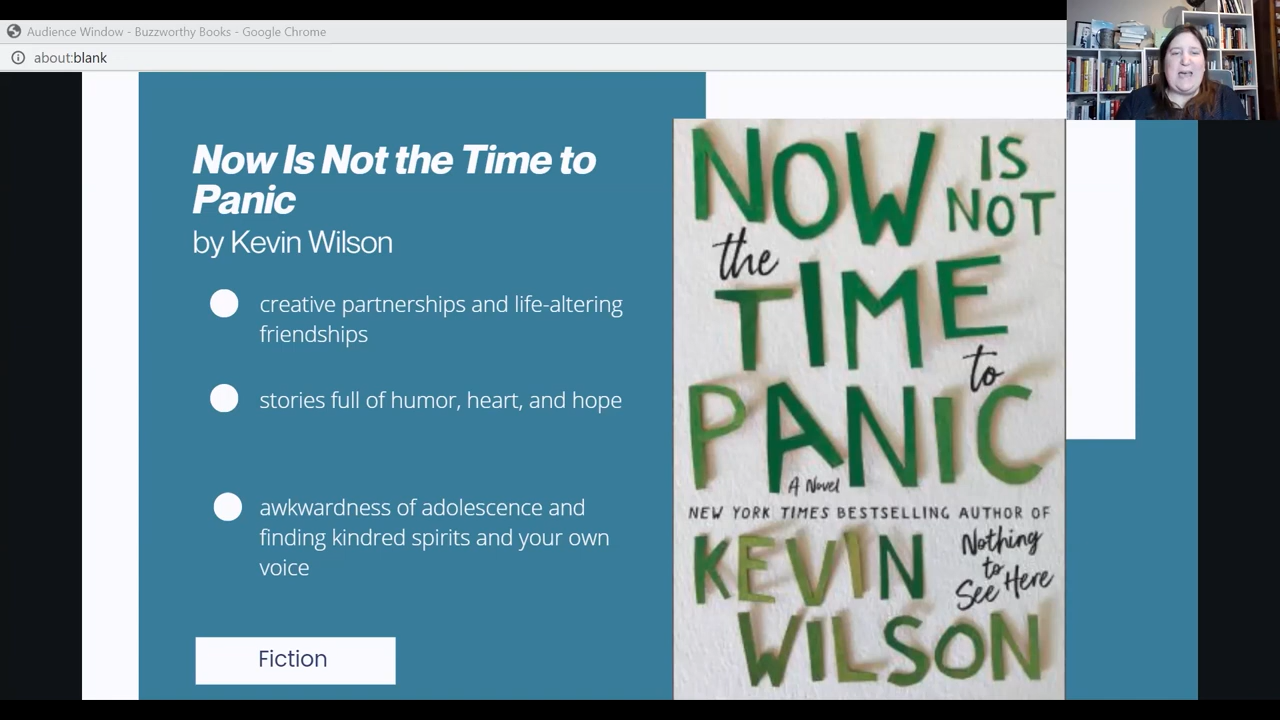 Audience Window - Buzzworthy Books - Google Chrome
about:blank
Now Is Not the Time to
Panic
by Kevin Wilson
creative partnerships and life-altering
friendships
stories full of humor, heart, and hope
awkwardness of adolescence and
finding kindred spirits and your own
voice
Fiction
NOW IS
NOT
the
TIME
to
PANIC
A Novel
NEW YORK TIMES BESTSELLING AUTHOR OF
Nothing
to
See Here
KEVIN
WILSON